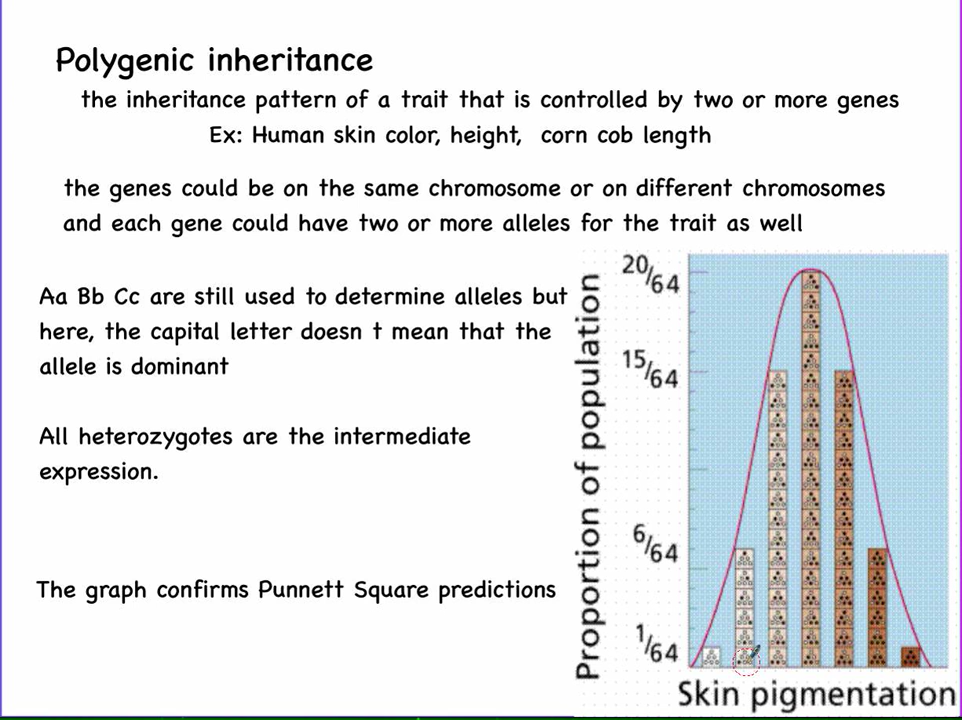 Polygenic inheritance
the inheritance pattern of a trait that is controlled by two or more genes
Ex: Human skin color, height, corn cob length
the genes could be on the same chromosome or on different chromosomes
and each gene could have two or more alleles for the trait as well
Aa Bb Cc are still used to determine alleles but
here, the capital letter doesn t mean that the
allele is dominant
All heterozygotes are the intermediate
expression.
The graph confirms Punnett Square predictions
Proportion of population
20/64
15/64
6/64
1/64
Skin pigmentation